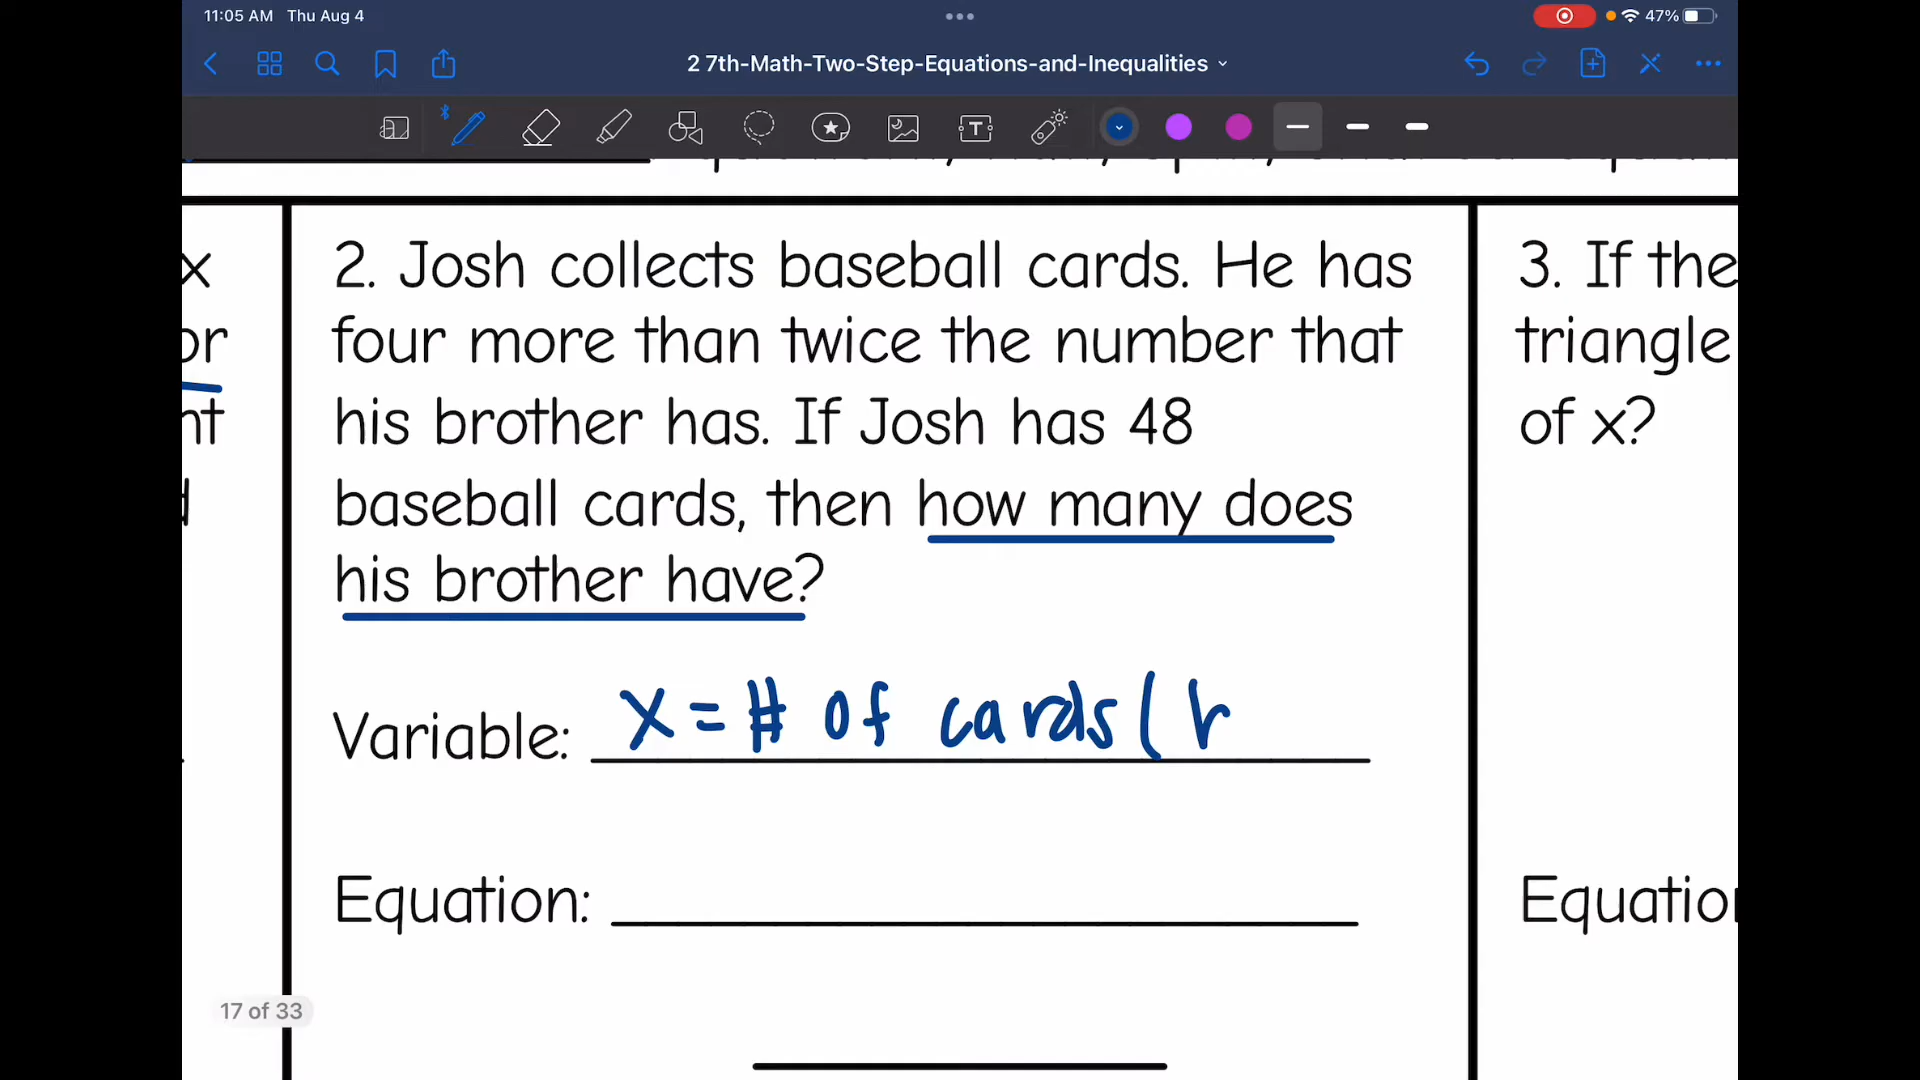 11:05 AM Thu Aug 4
47%
2 7th-Math-Two-Step-Equations-and-Inequalities
T
x
or
nt
d
2. Josh collects baseball cards. He has
four more than twice the number that
his brother has. If Josh has 48
baseball cards, then how many does
his brother have?
Variable: x = # of cards (
Equation:
3. If the
triangle
of x?
Equation
17 of 33